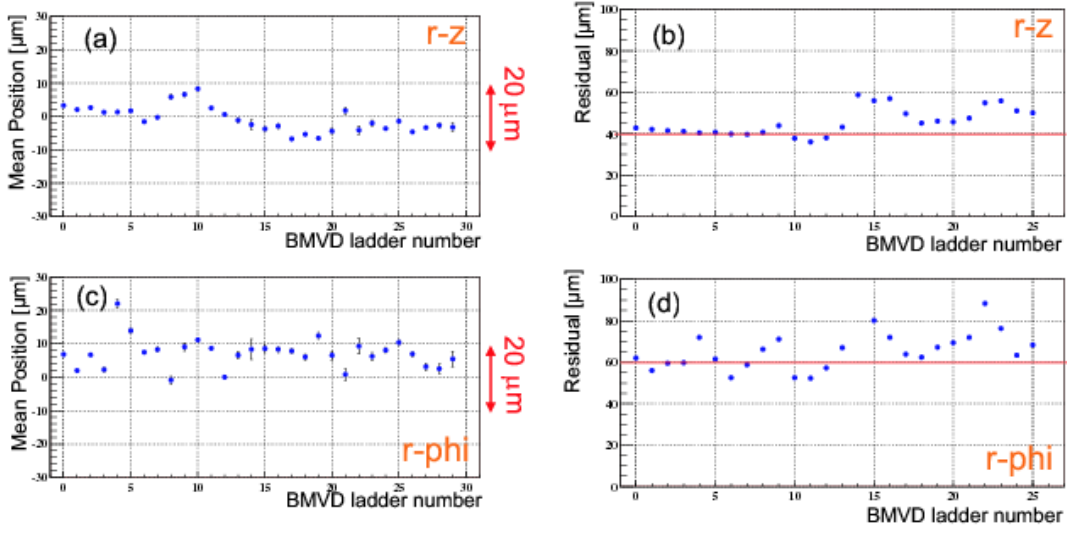 (a)
r-z
Mean Position [μm]
30
20
10
0
-10
-20
-30
0 5 10 15 20 25 30
BMVD ladder number
20 μm
(b)
r-z
Residual [μm]
100
80
60
40
20
0
0 5 10 15 20 25
BMVD ladder number
(c)
r-phi
Mean Position [μm]
30
20
10
0
-10
-20
-30
0 5 10 15 20 25 30
BMVD ladder number
20 μm
(d)
r-phi
Residual [μm]
100
80
60
40
20
0
0 5 10 15 20 25
BMVD ladder number